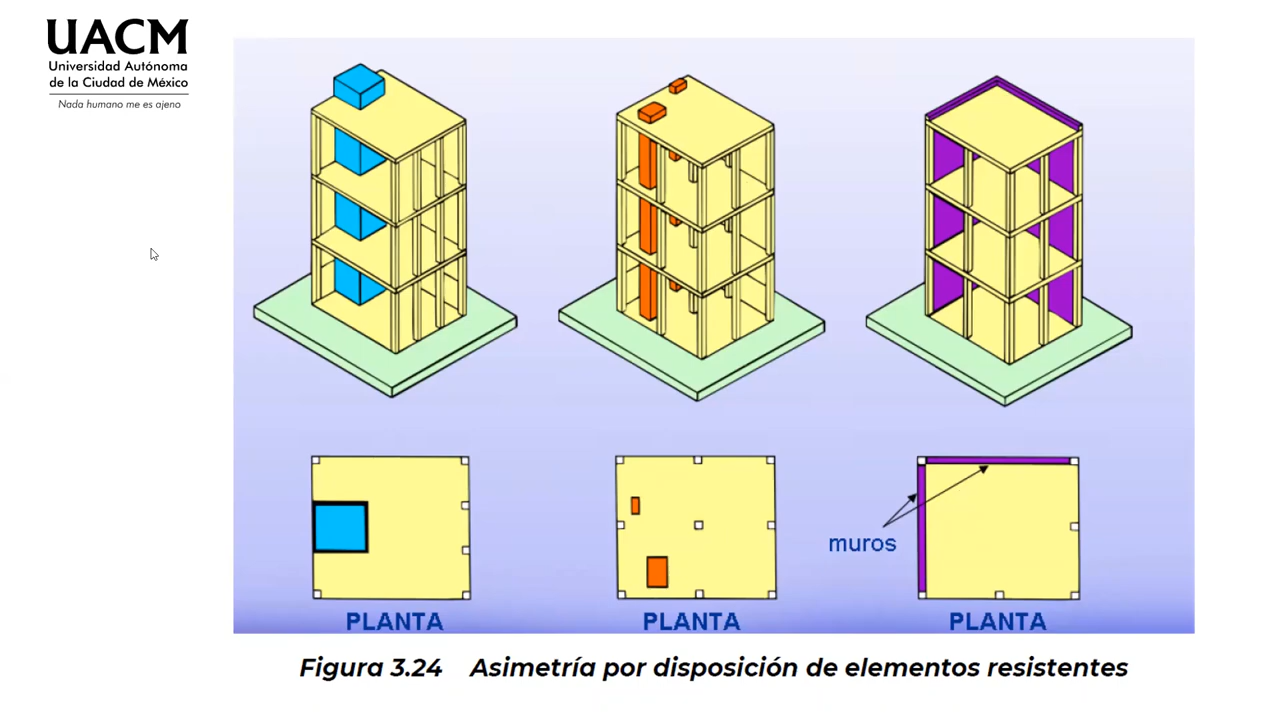 UACM
Universidad Autónoma
de la Ciudad de México
Nada humano me es ajeno
muros
PLANTA PLANTA PLANTA
Figura 3.24 Asimetría por disposición de elementos resistentes